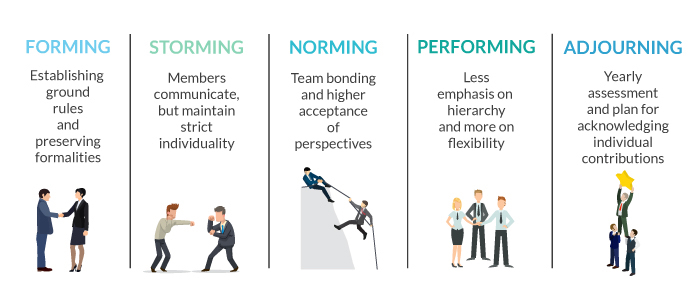 FORMING
Establishing
ground
rules
and
preserving
formalities
STORMING
Members
communicate,
but maintain
strict
individuality
NORMING
Team bonding
and higher
acceptance
of
perspectives
PERFORMING
Less
emphasis on
hierarchy
and more on
flexibility
ADJOURNING
Yearly
assessment
and plan for
acknowledging
individual
contributions